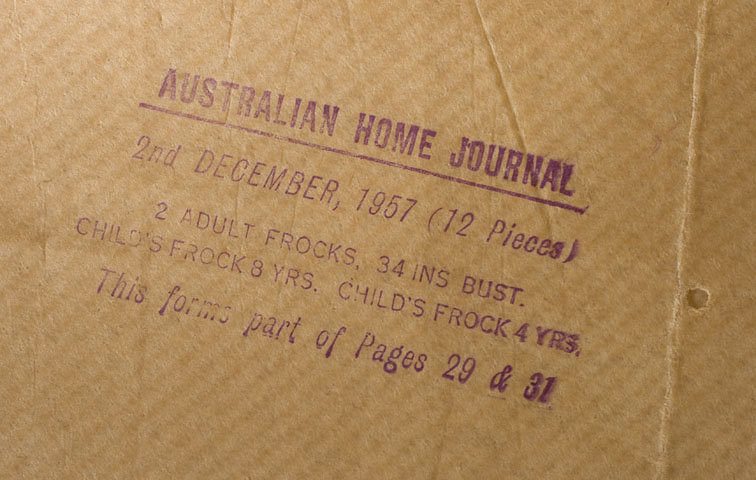 AUSTRALIAN HOME JOURNAL
2nd DECEMBER, 1957 (12 Pieces)
2 ADULT FROCKS, 34 INS BUST.
CHILD'S FROCK 8 YRS. CHILD'S FROCK 4 YRS.
This forms part of Pages 29 & 31